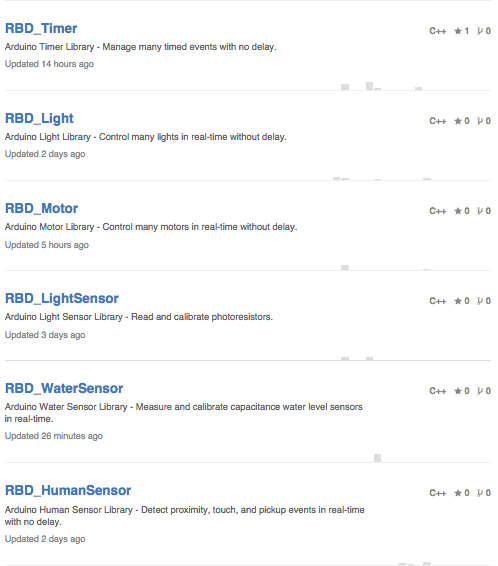 RBD_Timer
C++ 1 0
Arduino Timer Library - Manage many timed events with no delay.
Updated 14 hours ago
RBD_Light
C++ 0 0
Arduino Light Library - Control many lights in real-time without delay.
Updated 2 days ago
RBD_Motor
C++ 0 0
Arduino Motor Library - Control many motors in real-time without delay.
Updated 5 hours ago
RBD_LightSensor
C++ 0 0
Arduino Light Sensor Library - Read and calibrate photoresistors.
Updated 3 days ago
RBD_WaterSensor
C++ 0 0
Arduino Water Sensor Library - Measure and calibrate capacitance water level sensors
in real-time.
Updated 26 minutes ago
RBD_HumanSensor
C++ 0 0
Arduino Human Sensor Library - Detect proximity, touch, and pickup events in real-time
with no delay.
Updated 2 days ago